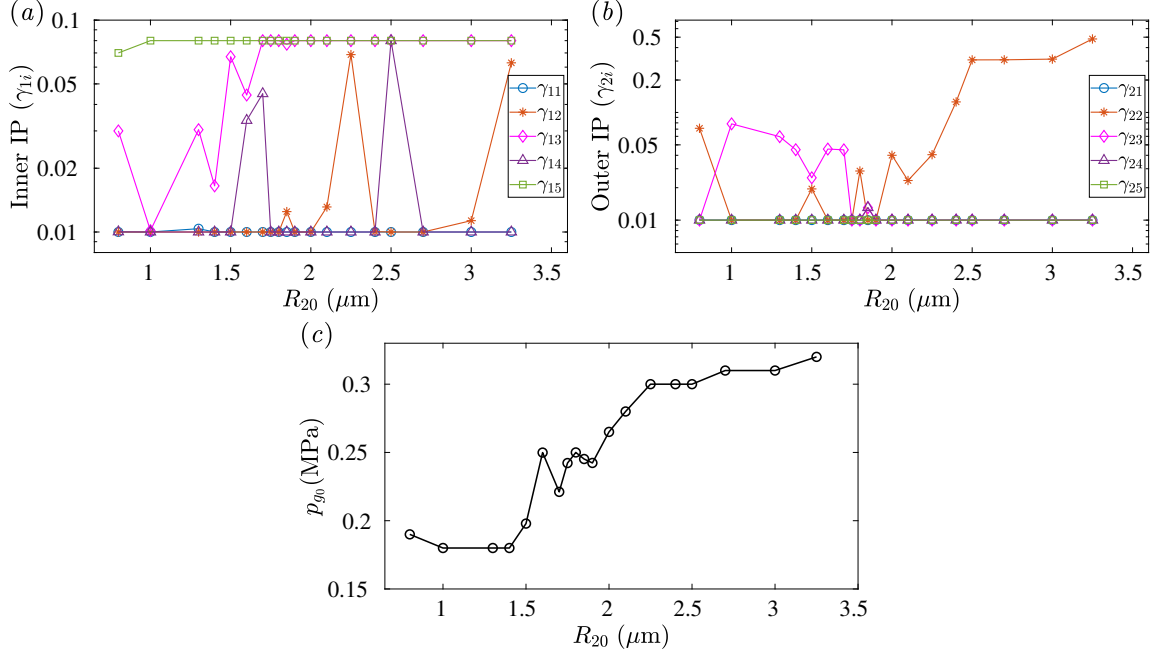 (a)
0.1
0.05
0.02
0.01
1
1.5
2
2.5
3
3.5
Inner IP (γ₁ᵢ)
R₂₀ (μm)
γ₁₁
γ₁₂
γ₁₃
γ₁₄
γ₁₅
(b)
0.5
0.2
0.05
0.01
1
1.5
2
2.5
3
3.5
Outer IP (γ₂ᵢ)
R₂₀ (μm)
γ₂₁
γ₂₂
γ₂₃
γ₂₄
γ₂₅
(c)
0.3
0.25
0.2
0.15
1
1.5
2
2.5
3
3.5
p_g₀(MPa)
R₂₀ (μm)